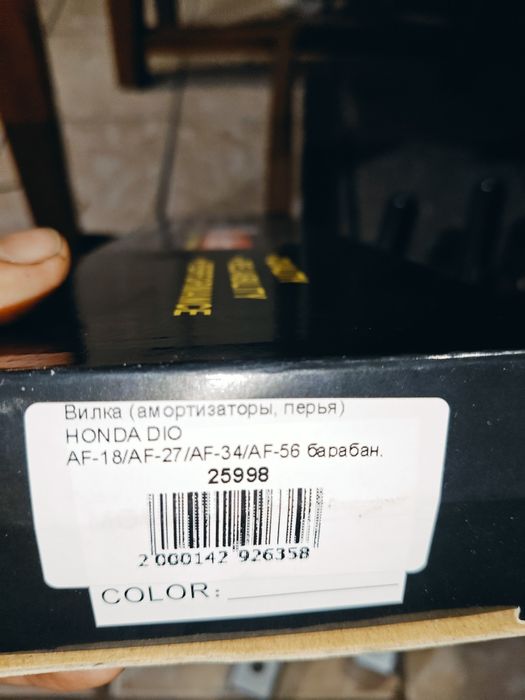 Вилка (амортизаторы, перья)
HONDA DIO
AF-18/AF-27/AF-34/AF-56 барабан.
25998
2 000142 926358
COLOR: